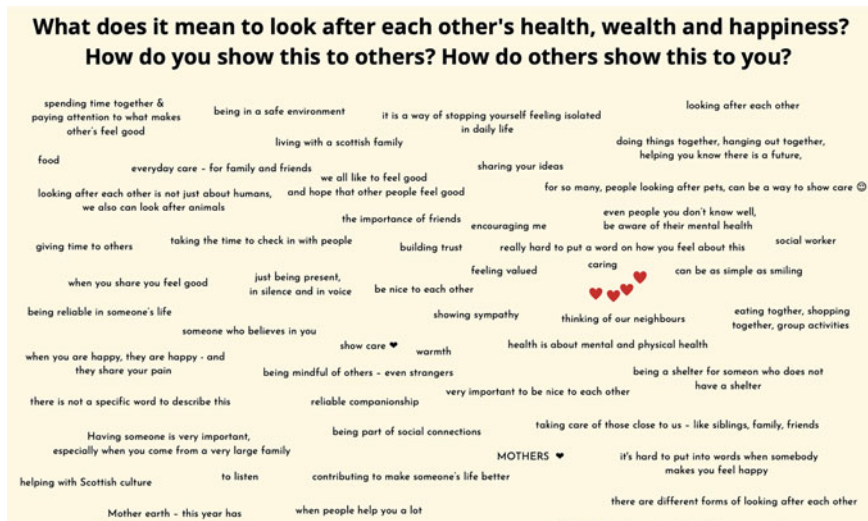 What does it mean to look after each other's health, wealth and happiness?
How do you show this to others? How do others show this to you?
spending time together &
paying attention to what makes
other's feel good
being in a safe environment
it is a way of stopping yourself feeling isolated
in daily life
looking after each other
living with a scottish family
doing things together, hanging out together,
helping you know there is a future,
food
everyday care – for family and friends
we all like to feel good
and hope that other people feel good
sharing your ideas
looking after each other is not just about humans,
we also can look after animals
for so many, people looking after pets, can be a way to show care 😊
the importance of friends
encouraging me
even people you don't know well,
be aware of their mental health
giving time to others
taking the time to check in with people
building trust
really hard to put a word on how you feel about this
social worker
when you share you feel good
just being present,
in silence and in voice
feeling valued
caring
can be as simple as smiling
be nice to each other
being reliable in someone's life
showing sympathy
thinking of our neighbours
eating togther, shopping
together, group activities
someone who believes in you
show care ❤
warmth
health is about mental and physical health
when you are happy, they are happy - and
they share your pain
being mindful of others – even strangers
being a shelter for someon who does not
have a shelter
there is not a specific word to describe this
reliable companionship
very important to be nice to each other
Having someone is very important,
especially when you come from a very large family
being part of social connections
taking care of those close to us – like siblings, family, friends
MOTHERS ❤
it's hard to put into words when somebody
makes you feel happy
helping with Scottish culture
to listen
contributing to make someone's life better
there are different forms of looking after each other
Mother earth – this year has
when people help you a lot